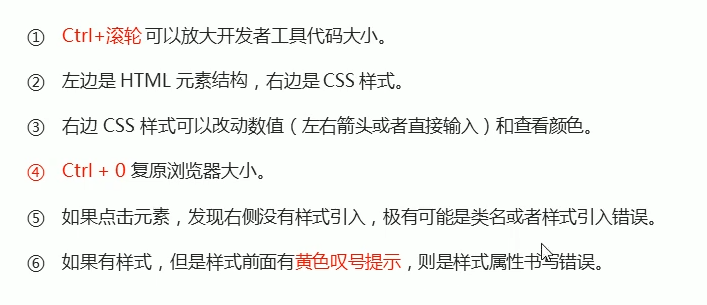 ① Ctrl+滚轮 可以放大开发者工具代码大小。
② 左边是 HTML 元素结构，右边是 CSS 样式。
③ 右边 CSS 样式可以改动数值（左右箭头或者直接输入）和查看颜色。
④ Ctrl + 0 复原浏览器大小。
⑤ 如果点击元素，发现右侧没有样式引入，极有可能是类名或者样式引入错误。
⑥ 如果有样式，但是样式前面有黄色叹号提示，则是样式属性书写错误。